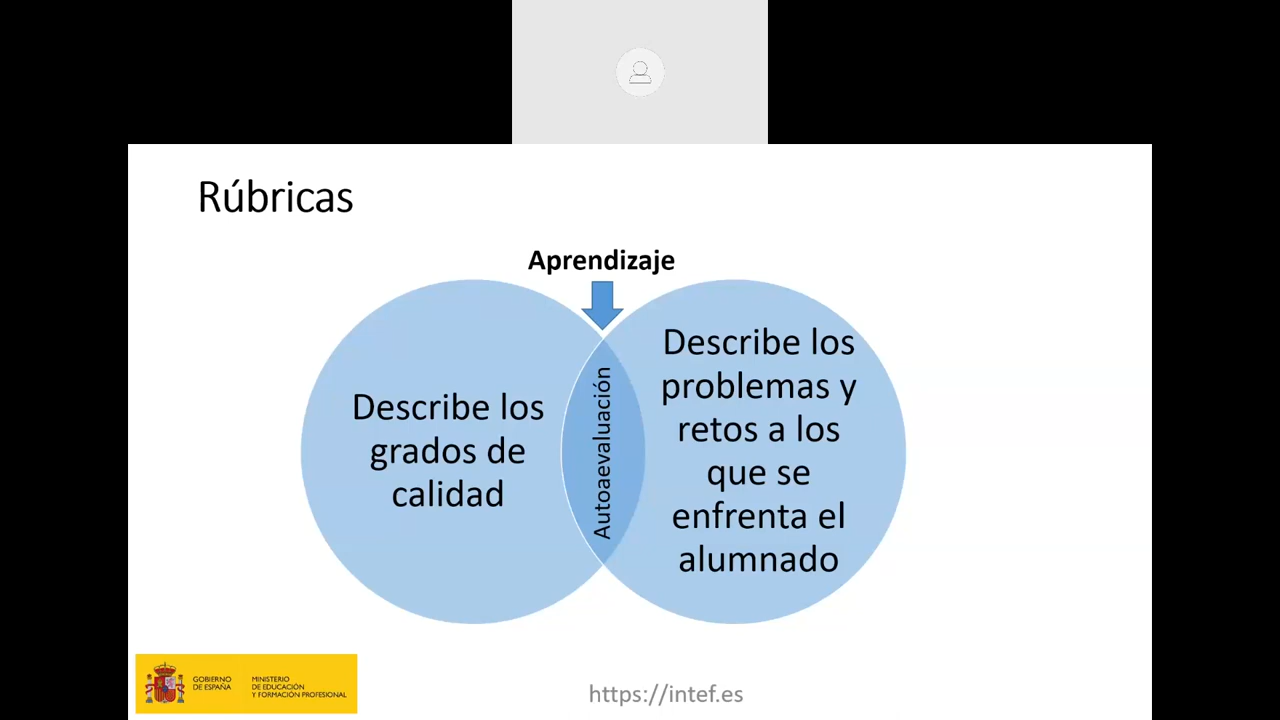 Rúbricas
Aprendizaje
Describe los
grados de
calidad
Autoaevaluación
Describe los
problemas y
retos a los
que se
enfrenta el
alumnado
GOBIERNO
DE ESPAÑA
MINISTERIO
DE EDUCACIÓN
Y FORMACIÓN PROFESIONAL
https://intef.es